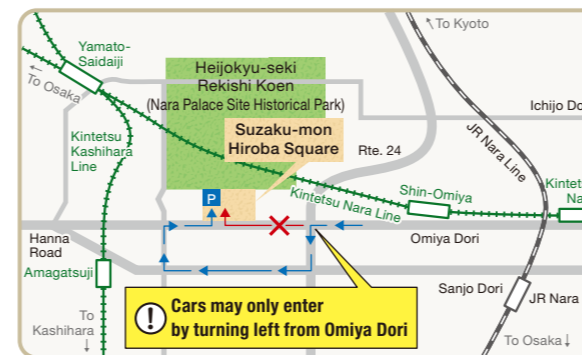 To Kyoto
Yamato-
Saidaiji
To Osaka
Heijokyu-seki
Rekishi Koen
(Nara Palace Site Historical Park)
Ichijo Do
Suzaku-mon
Hiroba Square
Rte. 24
JR Nara Line
Kintetsu
Kashihara
Line
P
Kintetsu Nara Line
Shin-Omiya
Kintet
Na
Hanna
Road
Omiya Dori
Amagatsuji
Sanjo Dori
JR Nara
To
Kashihara
! Cars may only enter
by turning left from Omiya Dori
To Osaka